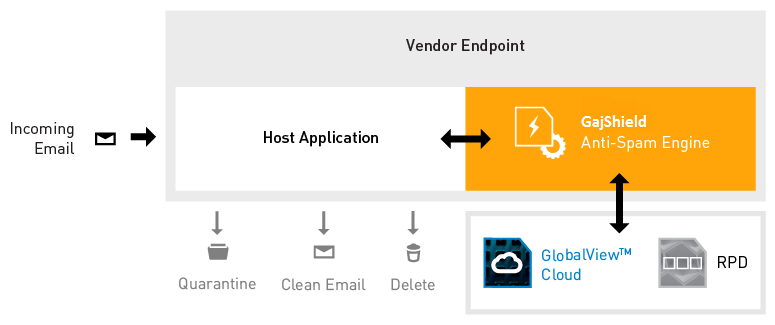 Vendor Endpoint
Incoming
Email
Host Application
GajShield
Anti-Spam Engine
Quarantine
Clean Email
Delete
GlobalView™
Cloud
RPD